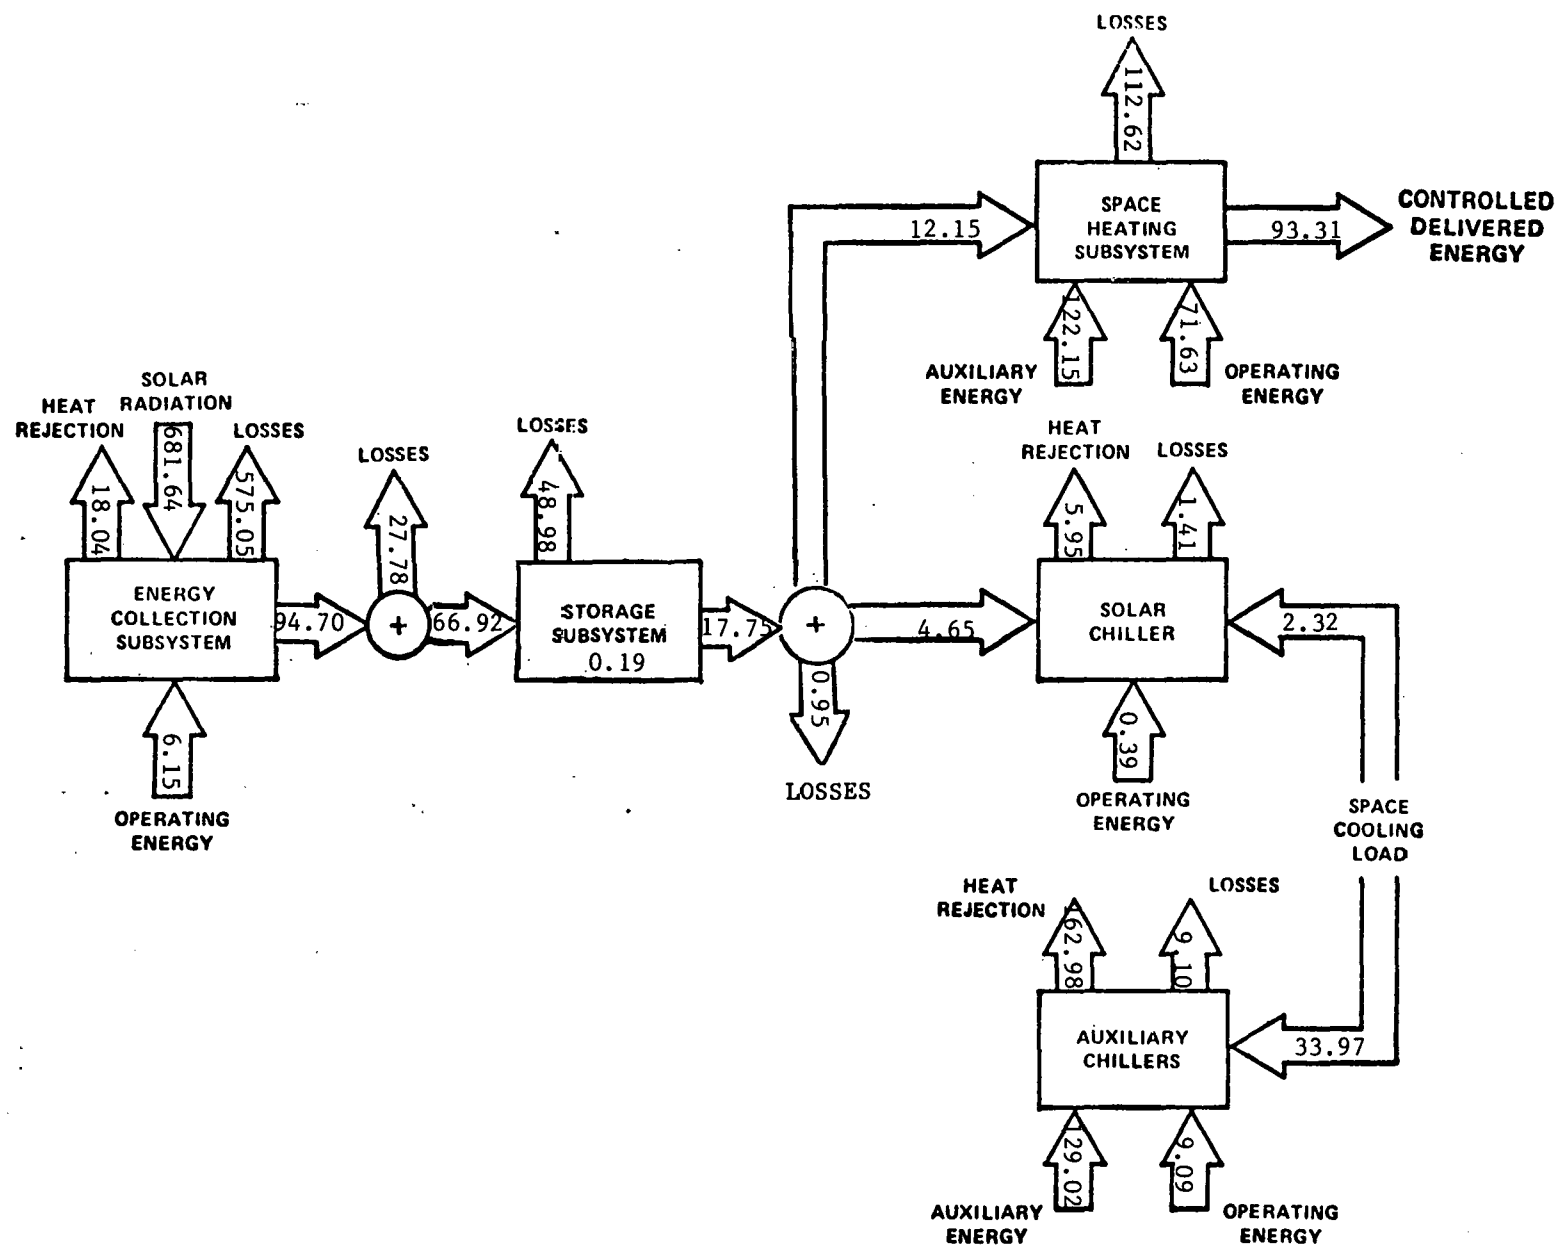 LOSSES
112.62
SPACE
HEATING
SUBSYSTEM
12.15
93.31
CONTROLLED
DELIVERED
ENERGY
122.15
71.63
AUXILIARY
ENERGY
OPERATING
ENERGY
SOLAR
RADIATION
HEAT
REJECTION
LOSSES
18.04
681.64
575.05
ENERGY
COLLECTION
SUBSYSTEM
94.70
6.15
OPERATING
ENERGY
LOSSES
27.78
+
66.92
LOSSES
48.98
STORAGE
SUBSYSTEM
0.19
17.75
+
0.95
LOSSES
4.65
HEAT
REJECTION
LOSSES
5.95
1.41
SOLAR
CHILLER
2.32
0.39
OPERATING
ENERGY
SPACE
COOLING
LOAD
HEAT
REJECTION
LOSSES
162.98
9.10
AUXILIARY
CHILLERS
33.97
129.02
9.09
AUXILIARY
ENERGY
OPERATING
ENERGY